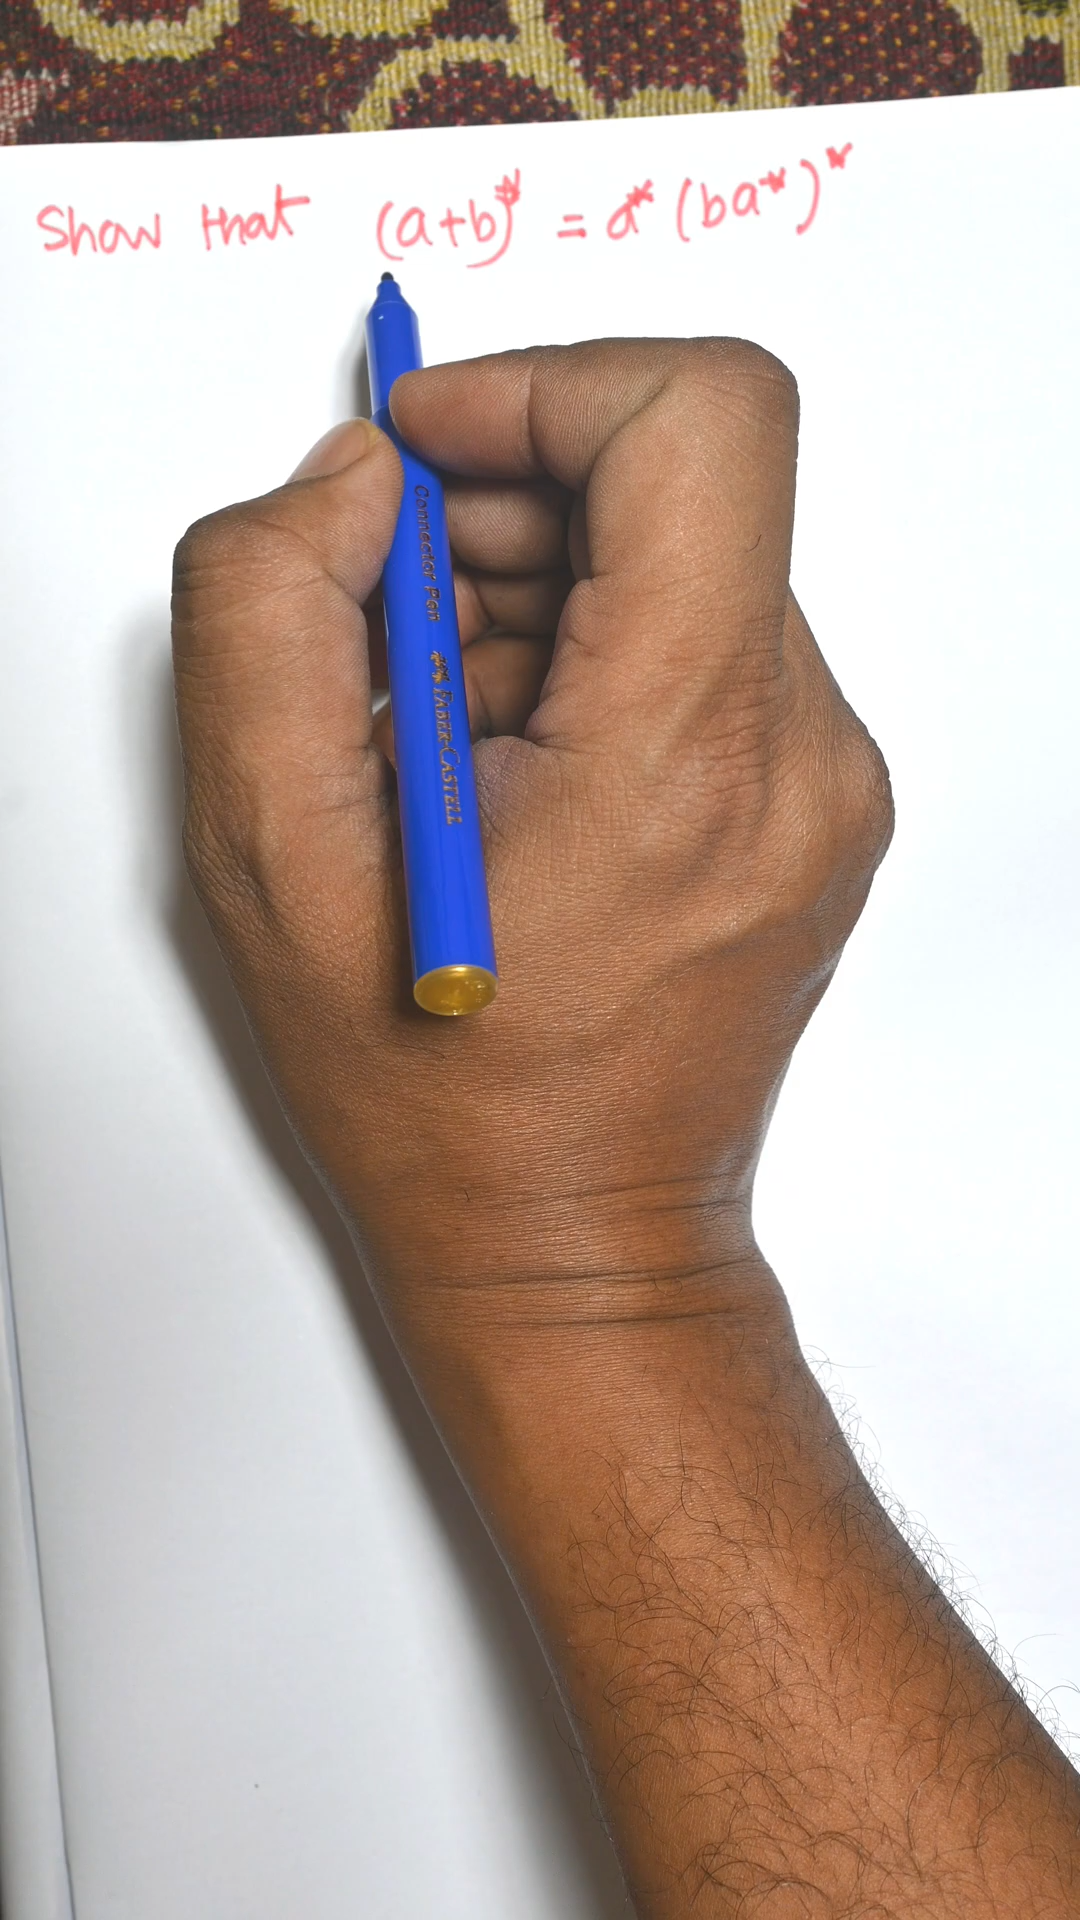 Show that (a+b)* = a* (ba*)*
Connector Pen FABER-CASTELL